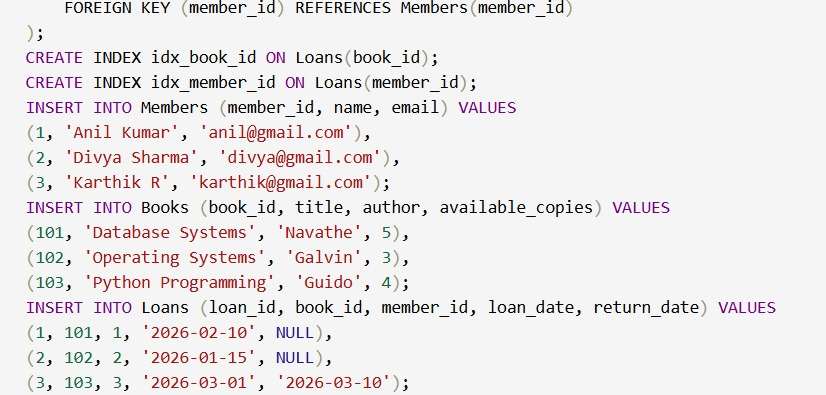 FOREIGN KEY (member_id) REFERENCES Members(member_id)
);
CREATE INDEX idx_book_id ON Loans(book_id);
CREATE INDEX idx_member_id ON Loans(member_id);
INSERT INTO Members (member_id, name, email) VALUES
(1, 'Anil Kumar', 'anil@gmail.com'),
(2, 'Divya Sharma', 'divya@gmail.com'),
(3, 'Karthik R', 'karthik@gmail.com');
INSERT INTO Books (book_id, title, author, available_copies) VALUES
(101, 'Database Systems', 'Navathe', 5),
(102, 'Operating Systems', 'Galvin', 3),
(103, 'Python Programming', 'Guido', 4);
INSERT INTO Loans (loan_id, book_id, member_id, loan_date, return_date) VALUES
(1, 101, 1, '2026-02-10', NULL),
(2, 102, 2, '2026-01-15', NULL),
(3, 103, 3, '2026-03-01', '2026-03-10');